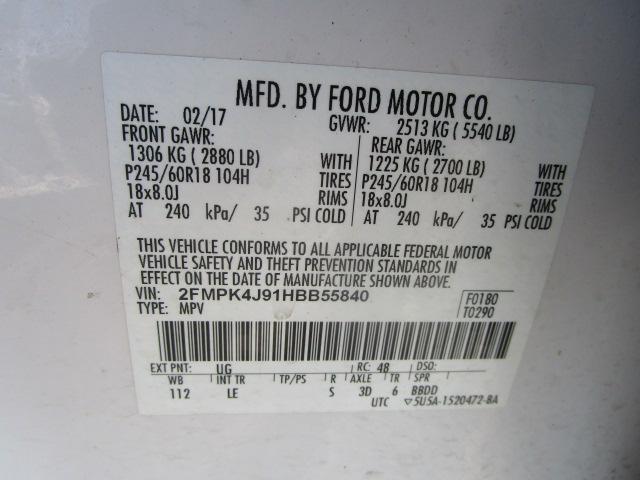 MFD. BY FORD MOTOR CO.
DATE: 02/17 GVWR: 2513 KG ( 5540 LB)
FRONT GAWR: REAR GAWR:
1306 KG ( 2880 LB) WITH 1225 KG ( 2700 LB) WITH
P245/60R18 104H TIRES P245/60R18 104H TIRES
18x8.0J RIMS 18x8.0J RIMS
AT 240 kPa/ 35 PSI COLD AT 240 kPa/ 35 PSI COLD
THIS VEHICLE CONFORMS TO ALL APPLICABLE FEDERAL MOTOR
VEHICLE SAFETY AND THEFT PREVENTION STANDARDS IN
EFFECT ON THE DATE OF MANUFACTURE SHOWN ABOVE.
VIN: 2FMPK4J91HBB55840 F0180
TYPE: MPV T0290
EXT PNT: UG RC: 48 DSO:
WB INT TR TP/PS R AXLE TR SPR
112 LE S 3D 6 BBDD
UTC ▽5U5A-1520472-BA